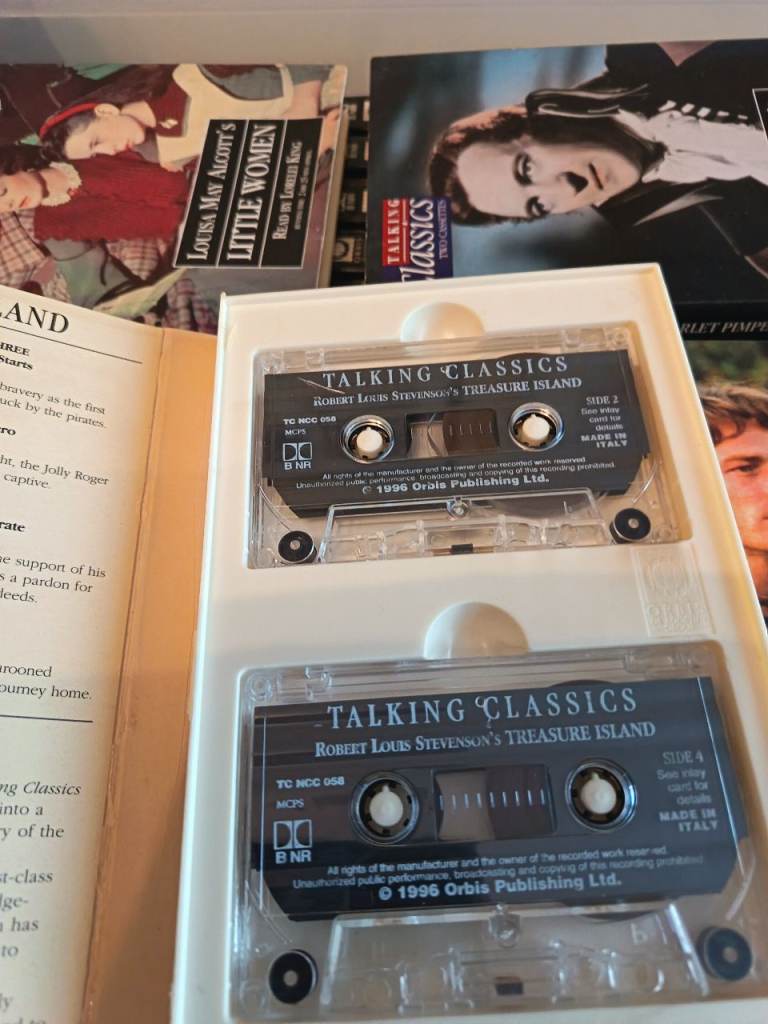 LOUISA MAY ALCOTT'S
LITTLE WOMEN
READ BY LORELEI KING
TALKING
Classics
TWO CASSETTES
RLET PIMPE
LAND
HREE
Starts
bravery as the first
uck by the pirates.
ro
ht, the Jolly Roger
captive.
rate
e support of his
s a pardon for
deeds.
arooned
ourney home.
ng Classics
into a
y of the
st-class
dge-
n has
to
ly
TALKING CLASSICS
ROBERT LOUIS STEVENSON'S TREASURE ISLAND
SIDE 2
See inlay
card for
details
MADE IN
ITALY
TC NCC 058
MCPS
B NR
All rights of the manufacturer and the owner of the recorded work reserved
Unauthorized public performance, broadcasting and copying of this recording prohibited.
© 1996 Orbis Publishing Ltd.
ORBIS
TALKING CLASSICS
ROBERT LOUIS STEVENSON'S TREASURE ISLAND
SIDE 4
See inlay
card for
details
MADE IN
ITALY
TC NCC 058
MCPS
B NR
All rights of the manufacturer and the owner of the recorded work reserved
Unauthorized public performance, broadcasting and copying of this recording prohibited
© 1996 Orbis Publishing Ltd.